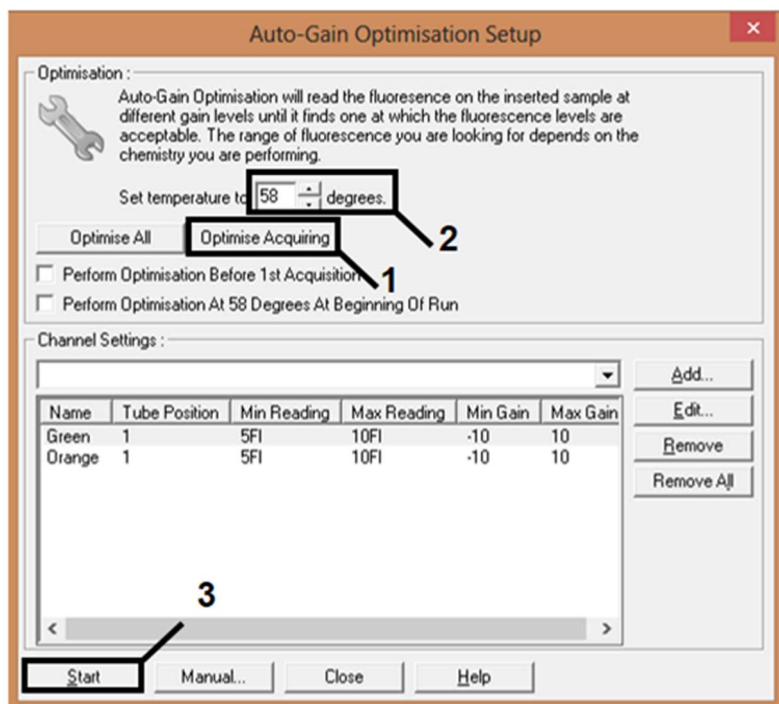 Auto-Gain Optimisation Setup
Optimisation :
Auto-Gain Optimisation will read the fluoresence on the inserted sample at
different gain levels until it finds one at which the fluorescence levels are
acceptable. The range of fluorescence you are looking for depends on the
chemistry you are performing.
Set temperature to 58 degrees.
2
Optimise All Optimise Acquiring
1
Perform Optimisation Before 1st Acquisition
Perform Optimisation At 58 Degrees At Beginning Of Run
Channel Settings :
Add...
Name Tube Position Min Reading Max Reading Min Gain Max Gain
Edit...
Green 1 5Fl 10Fl -10 10
Orange 1 5Fl 10Fl -10 10
Remove
Remove All
3
Start Manual... Close Help